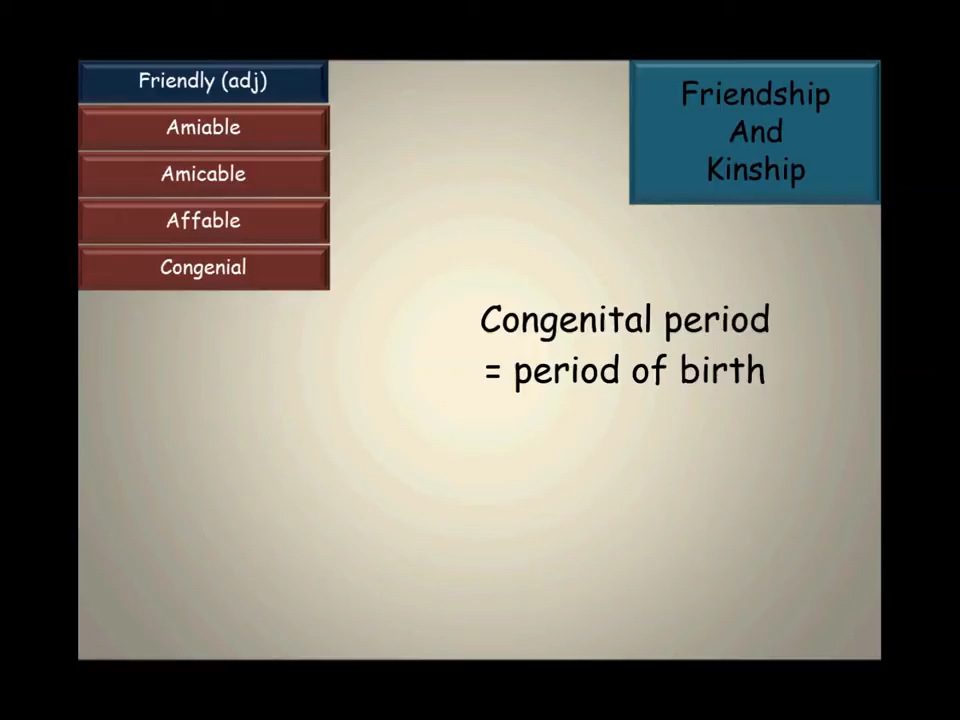 Friendly (adj)
Amiable
Amicable
Affable
Congenial
Friendship
And
Kinship
Congenital period
= period of birth